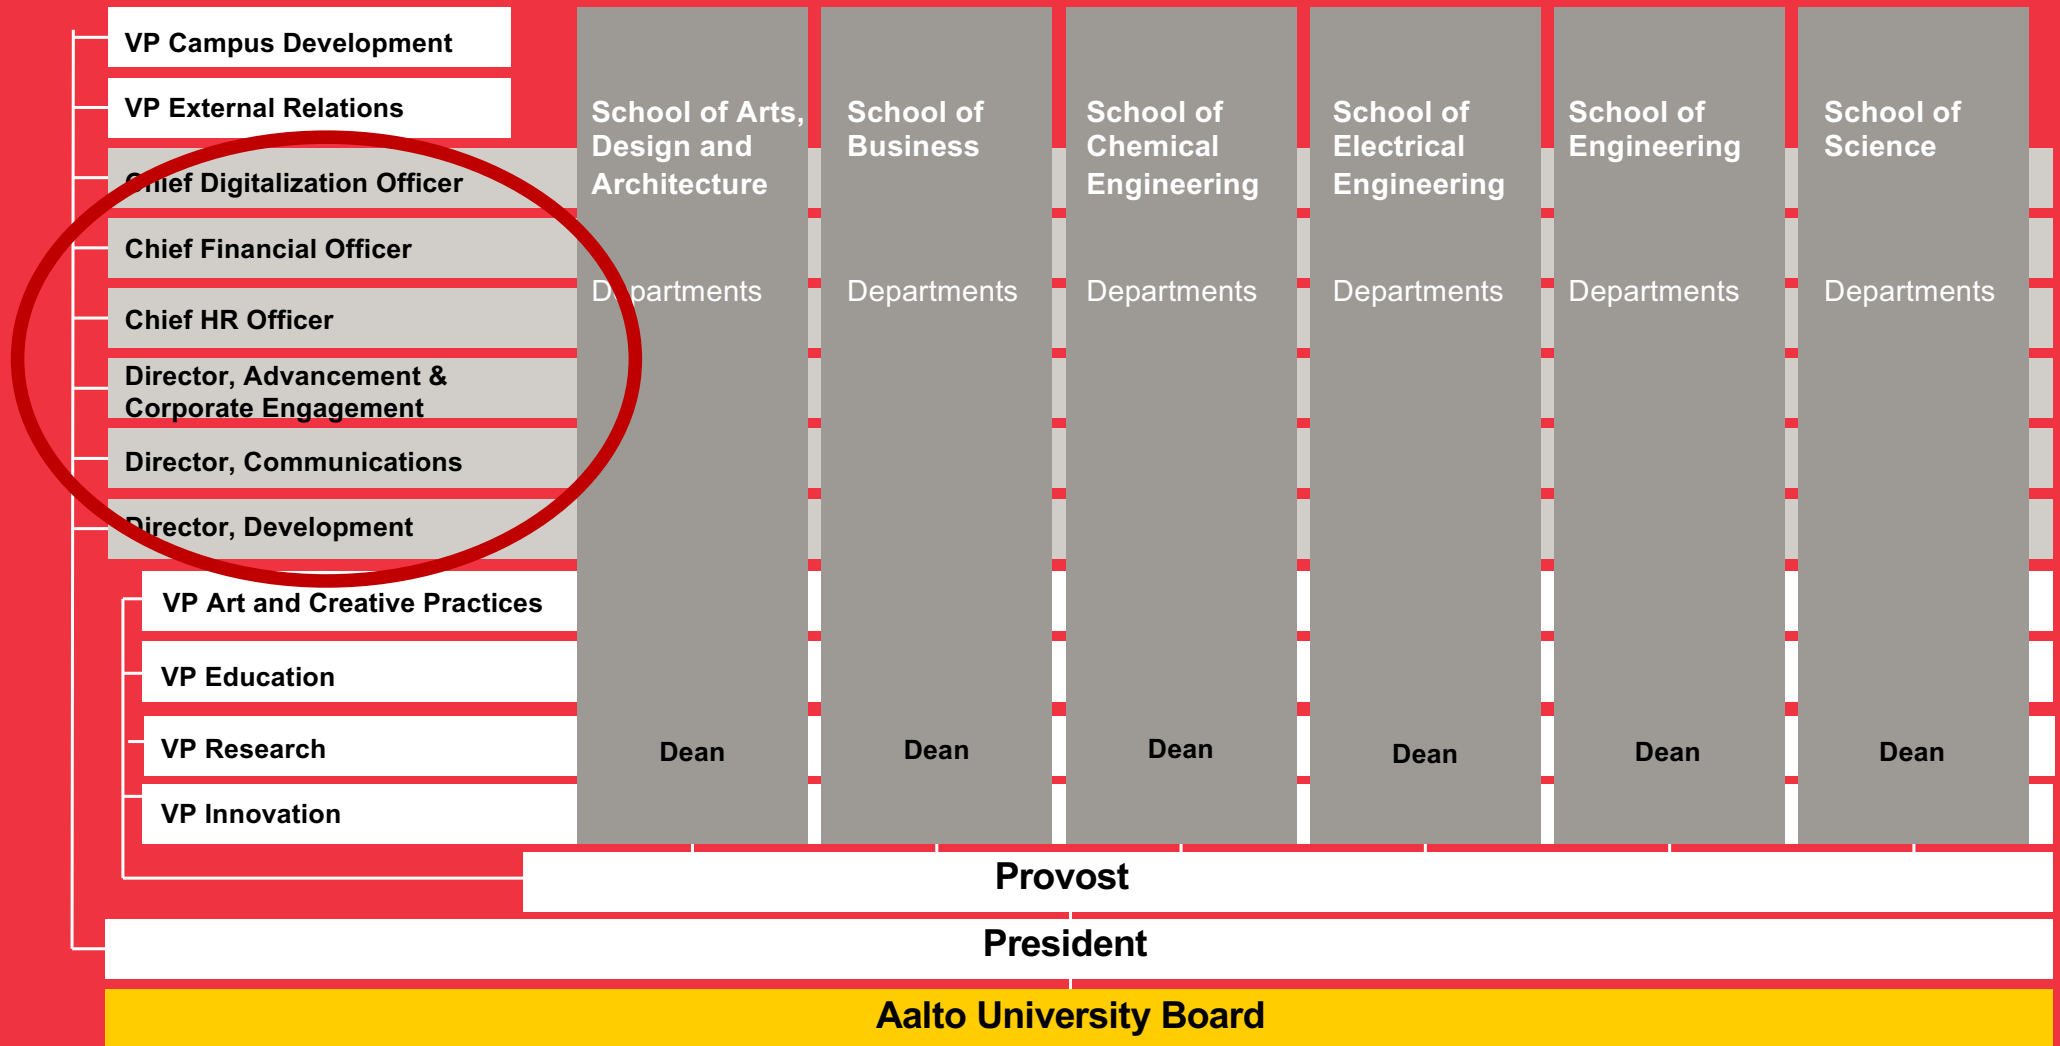 VP Campus Development
VP External Relations
Chief Digitalization Officer
Chief Financial Officer
Chief HR Officer
Director, Advancement &
Corporate Engagement
Director, Communications
Director, Development
VP Art and Creative Practices
VP Education
VP Research
VP Innovation
School of Arts,
Design and
Architecture
Departments
Dean
School of
Business
Departments
Dean
School of
Chemical
Engineering
Departments
Dean
School of
Electrical
Engineering
Departments
Dean
School of
Engineering
Departments
Dean
School of
Science
Departments
Dean
Provost
President
Aalto University Board